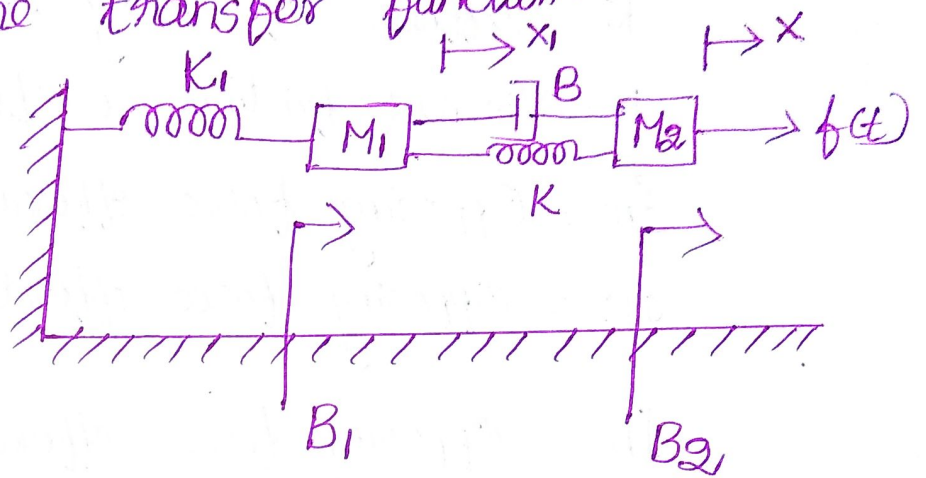 transfer
X₁
X
K₁
B
M₁
M₂
f(t)
K
B₁
B₂